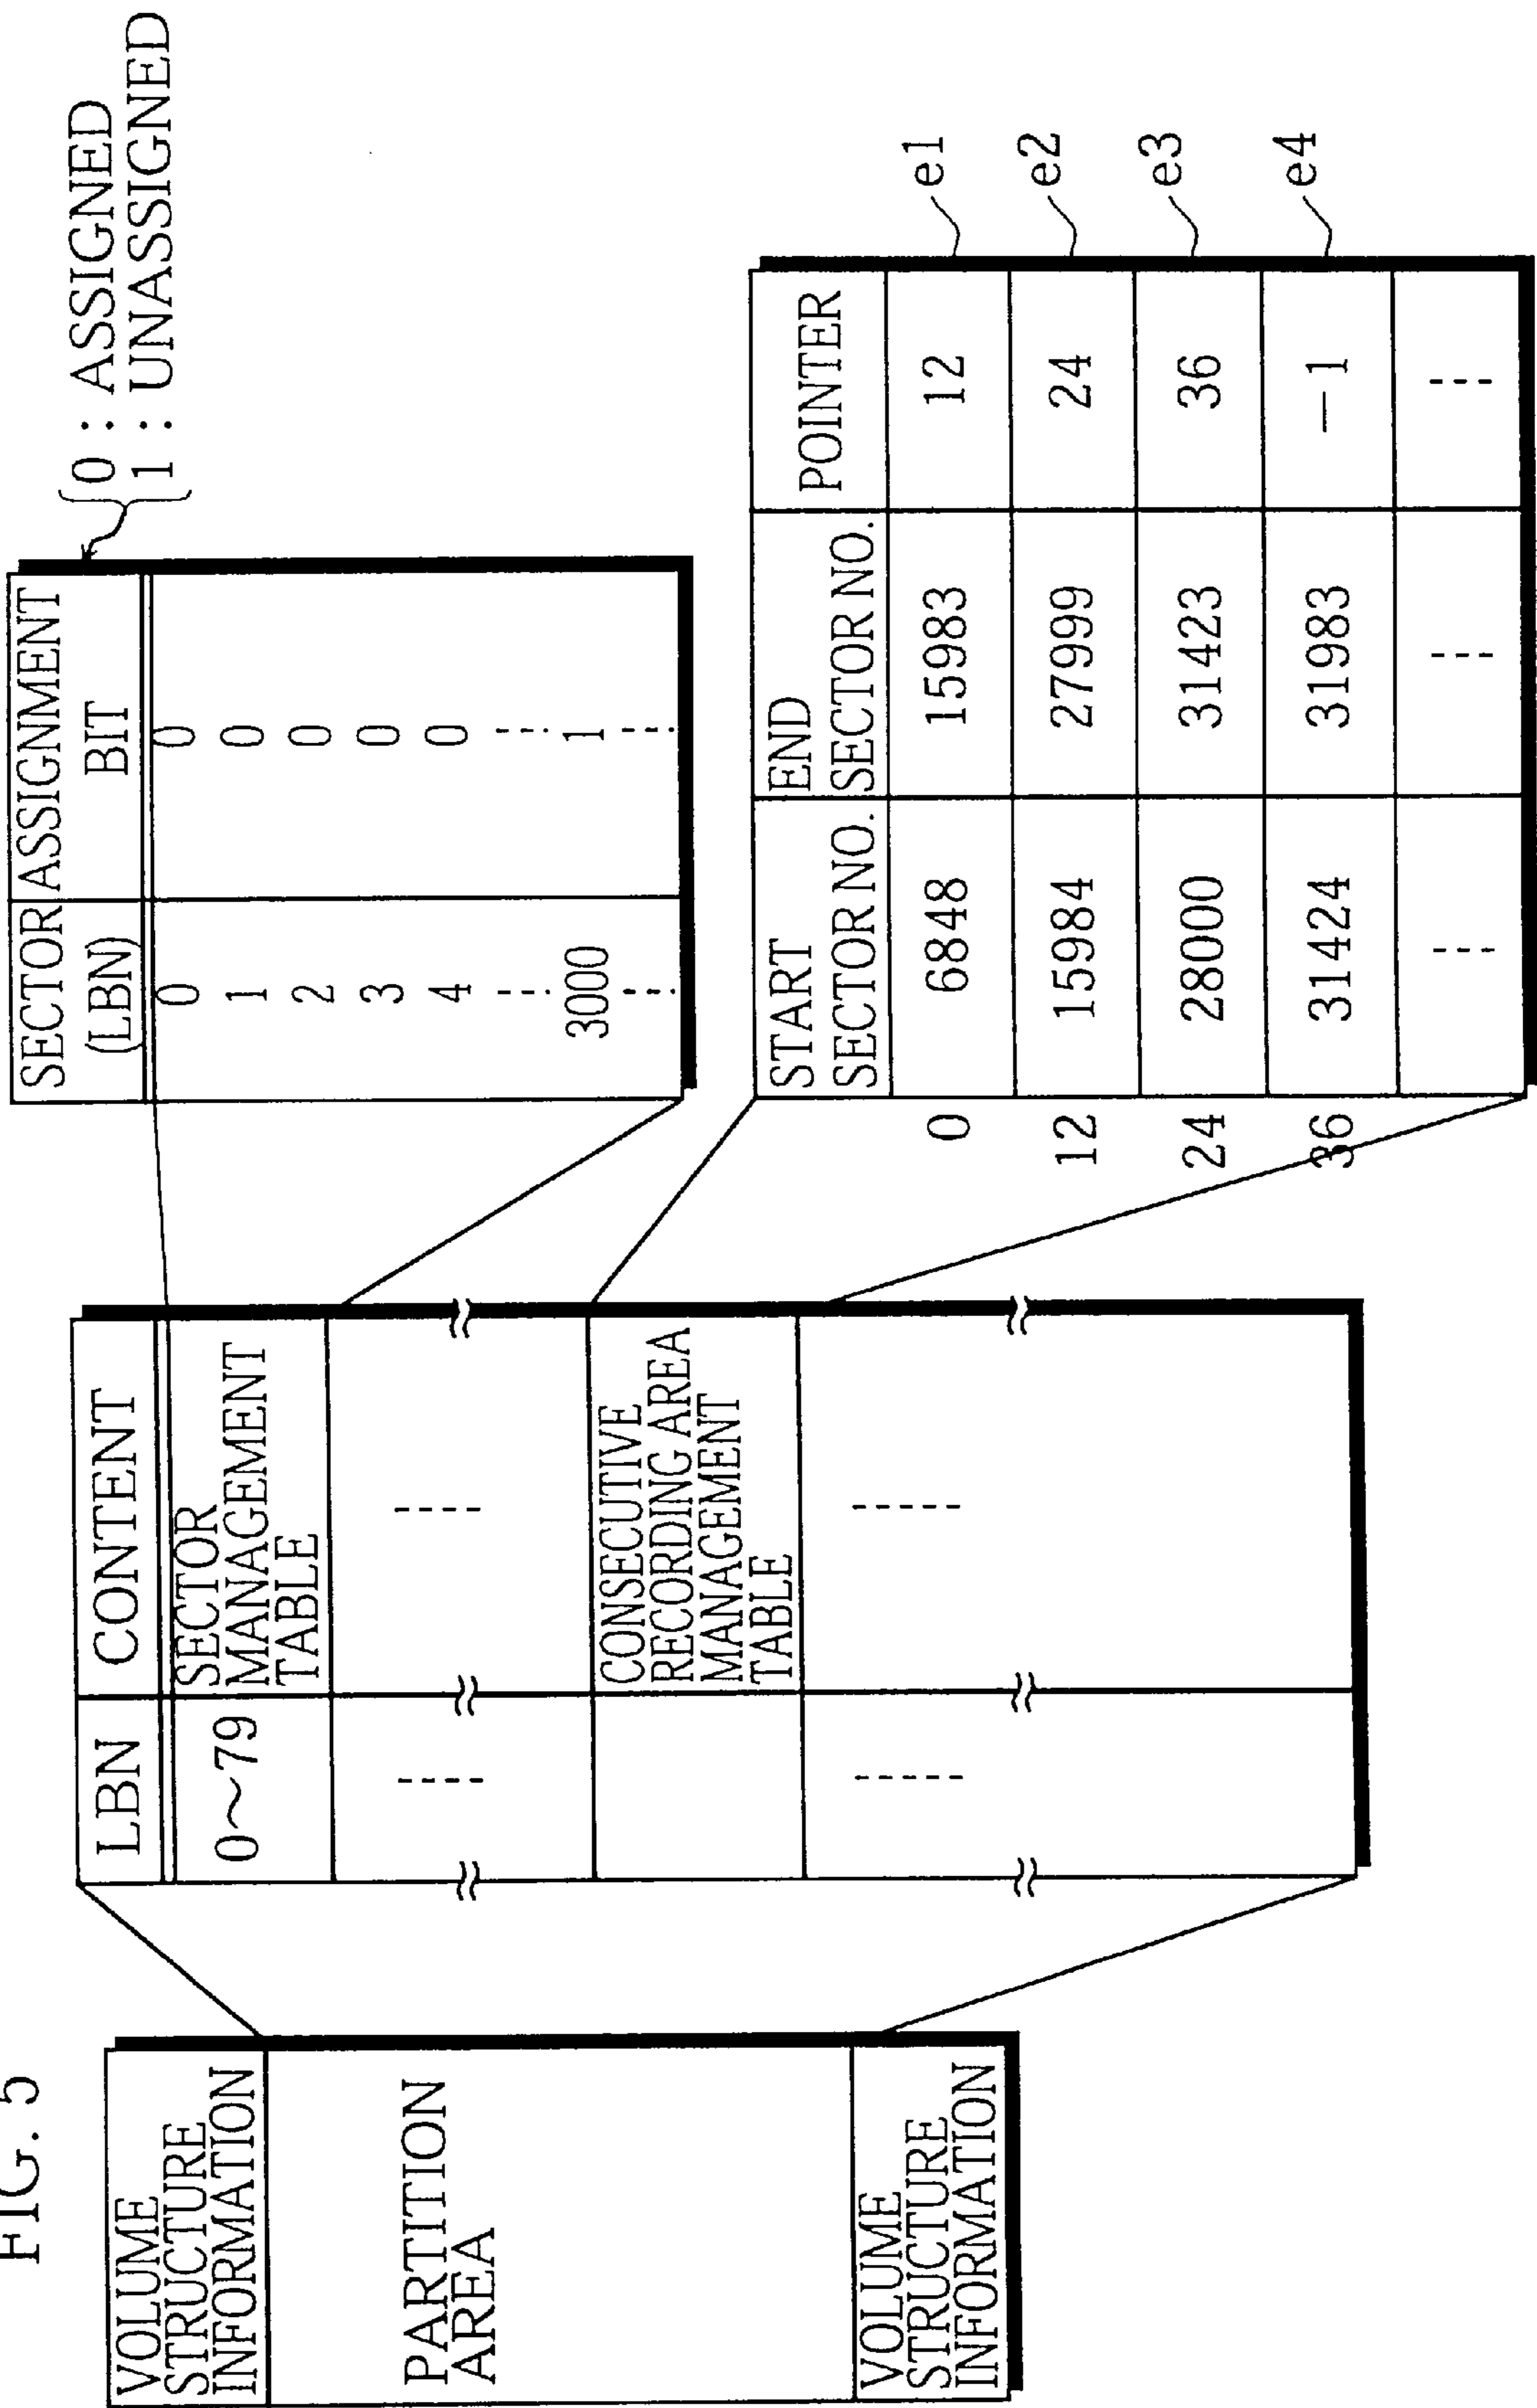 FIG. 5
VOLUME
STRUCTURE
INFORMATION
PARTITION
AREA
VOLUME
STRUCTURE
INFORMATION
LBN CONTENT
0～79 SECTOR
MANAGEMENT
TABLE
CONSECUTIVE
RECORDING AREA
MANAGEMENT
TABLE
SECTOR ASSIGNMENT
(LBN) BIT
0 0
1 0
2 0
3 0
4 0
3000 1
0 : ASSIGNED
1 : UNASSIGNED
START END POINTER
SECTOR NO. SECTOR NO.
0 6848 15983 12 e1
12 15984 27999 24 e2
24 28000 31423 36 e3
36 31424 31983 －1 e4